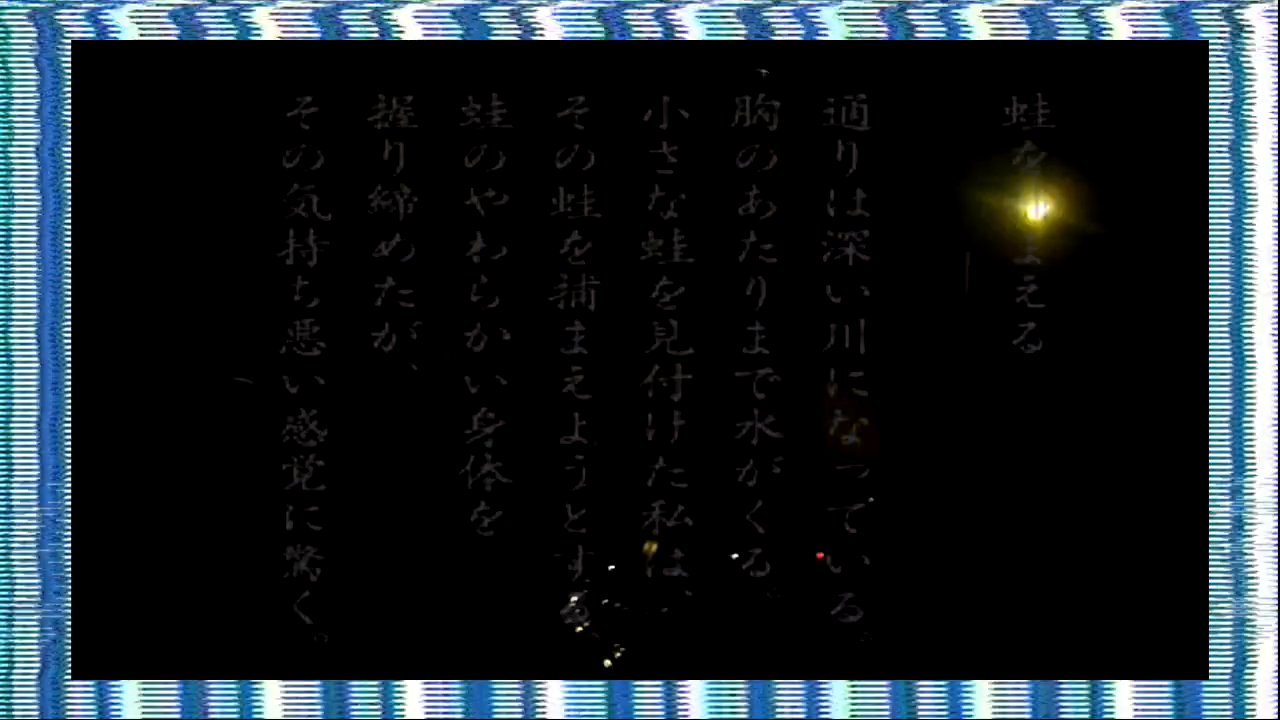 蛙を捕まえる
通りは深い川になっている。
胸のあたりまで水がくる。
小さな蛙を見付けた私は、
その蛙を捕まえようとする。
蛙のやわらかい身体を
握り締めたが、
その気持ち悪い感覚に驚く。